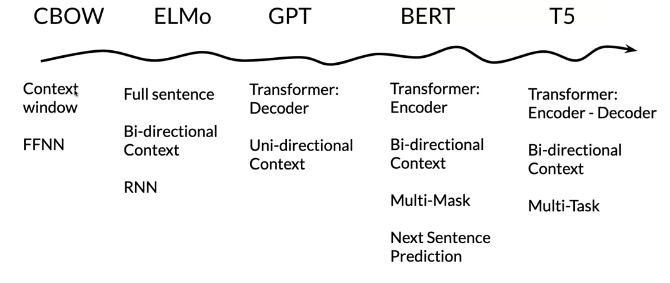 CBOW
ELMo
GPT
BERT
T5
Context
window
FFNN
Full sentence
Bi-directional
Context
RNN
Transformer:
Decoder
Uni-directional
Context
Transformer:
Encoder
Bi-directional
Context
Multi-Mask
Next Sentence
Prediction
Transformer:
Encoder - Decoder
Bi-directional
Context
Multi-Task